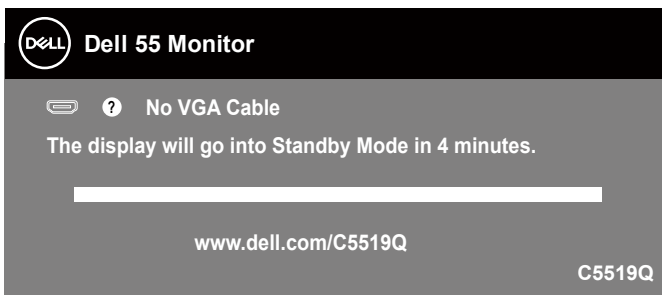 DELL
Dell 55 Monitor
? No VGA Cable
The display will go into Standby Mode in 4 minutes.
www.dell.com/C5519Q
C5519Q